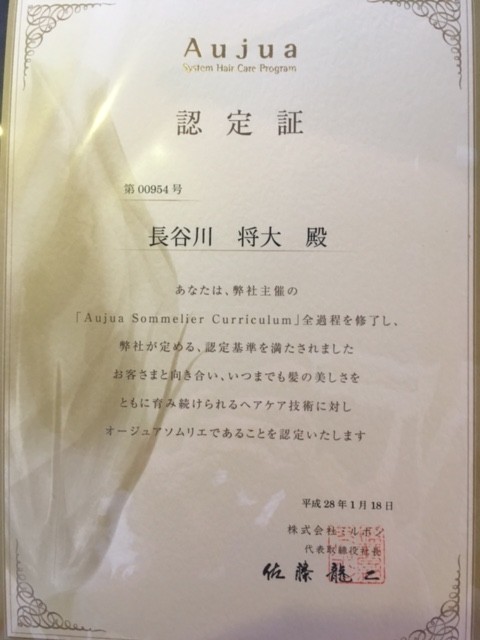 Aujua
System Hair Care Program
認定証
第00954号
長谷川 将大 殿
あなたは、弊社主催の
「Aujua Sommelier Curriculum」全過程を修了し、
弊社が定める、認定基準を満たされました
お客さまと向き合い、いつまでも髪の美しさを
ともに育み続けられるヘアケア技術に対し
オージュアソムリエであることを認定いたします
平成28年1月18日
株式会社ミルボン
代表取締役社長
佐藤龍二